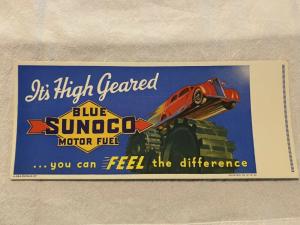 It's High Geared
BLUE
SUNOCO
MOTOR FUEL
...you can FEEL the difference